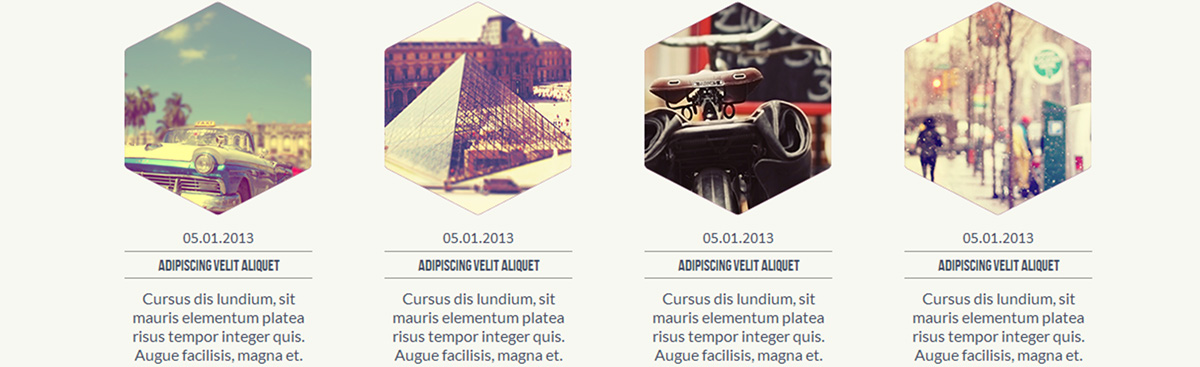 05.01.2013
ADIPISCING VELIT ALIQUET
Cursus dis lundium, sit
mauris elementum platea
risus tempor integer quis.
Augue facilisis, magna et.
05.01.2013
ADIPISCING VELIT ALIQUET
Cursus dis lundium, sit
mauris elementum platea
risus tempor integer quis.
Augue facilisis, magna et.
05.01.2013
ADIPISCING VELIT ALIQUET
Cursus dis lundium, sit
mauris elementum platea
risus tempor integer quis.
Augue facilisis, magna et.
05.01.2013
ADIPISCING VELIT ALIQUET
Cursus dis lundium, sit
mauris elementum platea
risus tempor integer quis.
Augue facilisis, magna et.